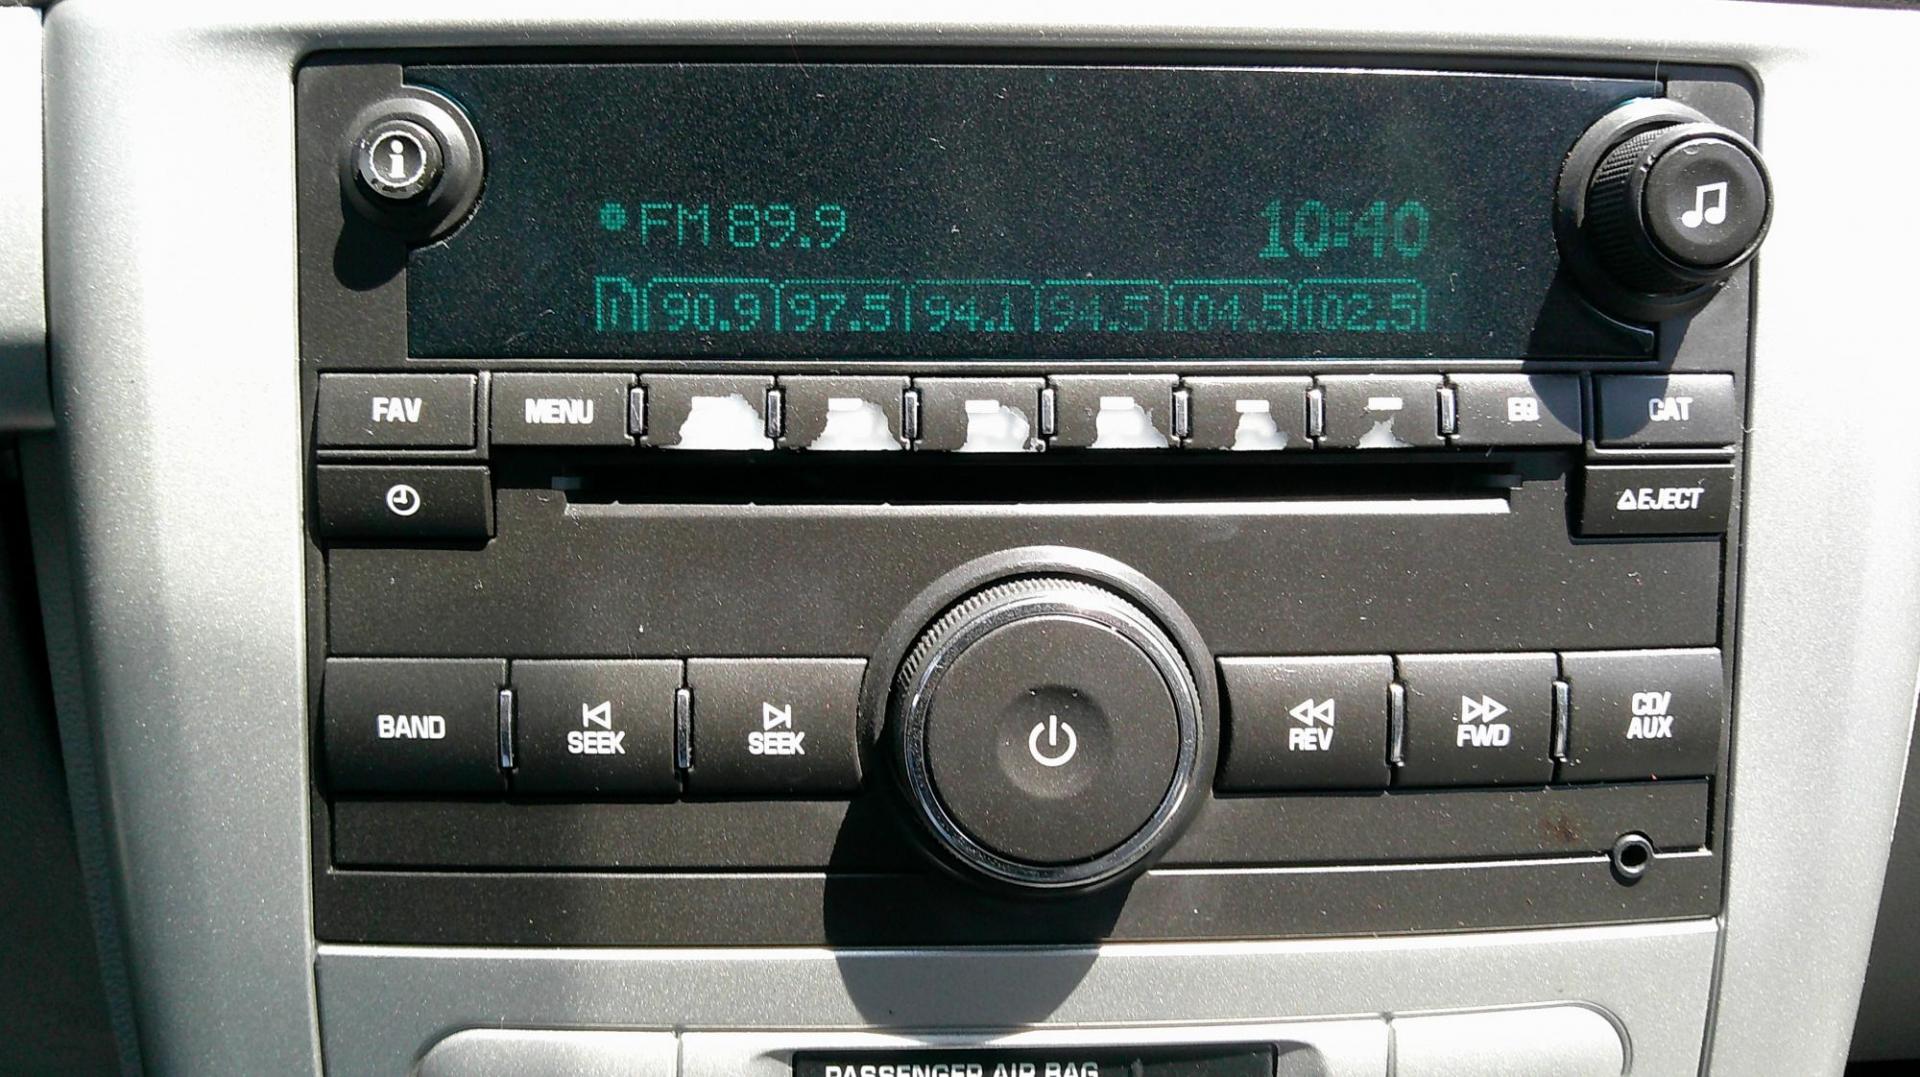 i
FM 89.9 10:40
90.9 97.5 94.1 94.5 104.5 102.5
FAV MENU EQ CAT
EJECT
BAND SEEK SEEK REV FWD CD/
AUX
PASSENGER AIR BAG